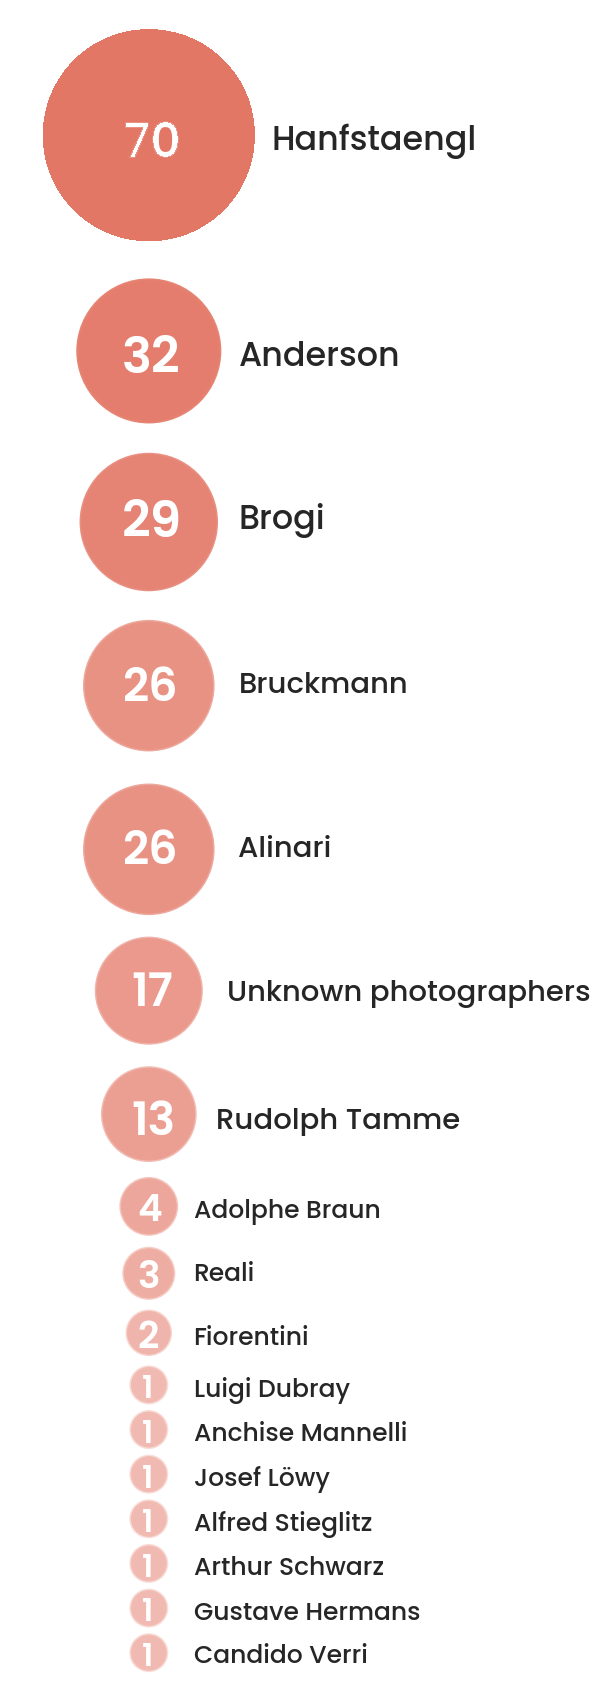 70 Hanfstaengl
32 Anderson
29 Brogi
26 Bruckmann
26 Alinari
17 Unknown photographers
13 Rudolph Tamme
4 Adolphe Braun
3 Reali
2 Fiorentini
1 Luigi Dubray
1 Anchise Mannelli
1 Josef Löwy
1 Alfred Stieglitz
1 Arthur Schwarz
1 Gustave Hermans
1 Candido Verri